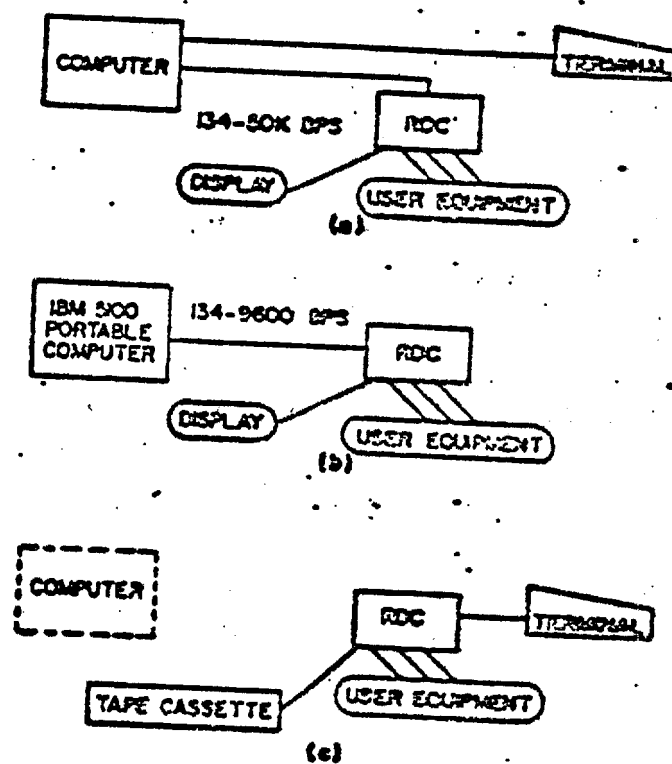 COMPUTER
TERMINAL
134-50K BPS
RDC
DISPLAY
USER EQUIPMENT
(a)
IBM 5100
PORTABLE
COMPUTER
134-9600 BPS
RDC
DISPLAY
USER EQUIPMENT
(b)
COMPUTER
RDC
TERMINAL
TAPE CASSETTE
USER EQUIPMENT
(c)